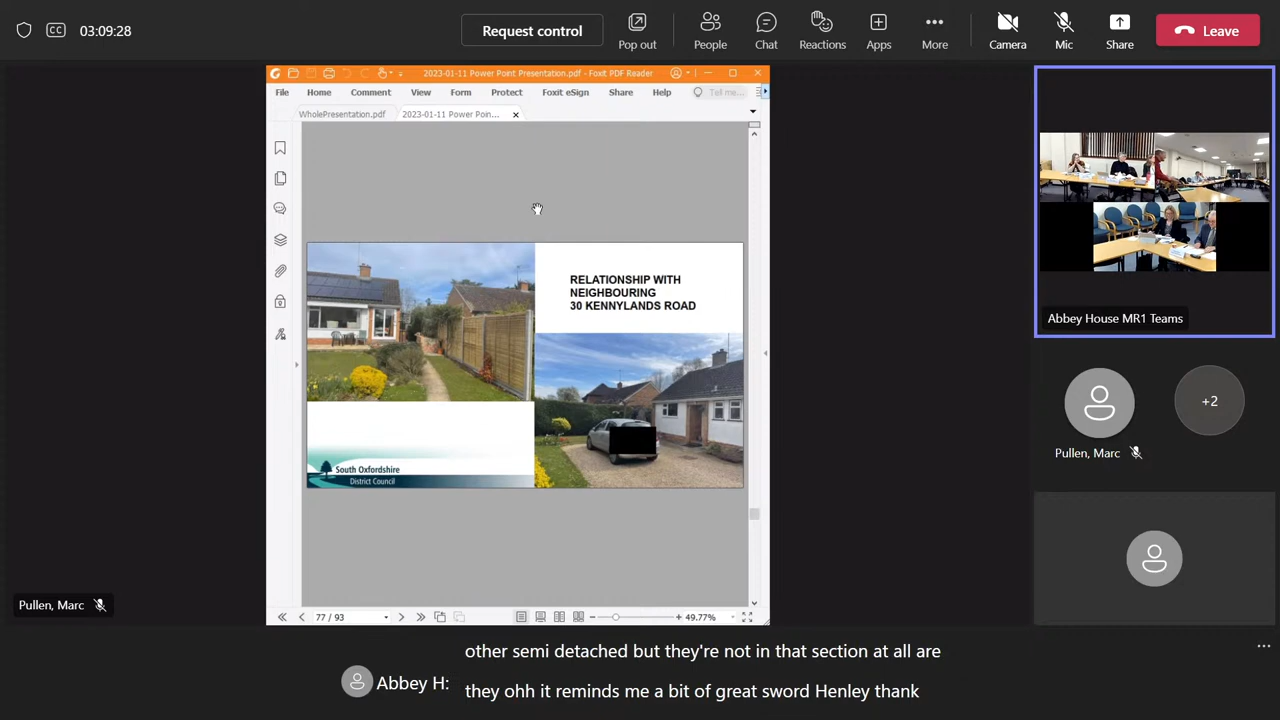 CC
03:09:28
Request control
Pop out
People
Chat
Reactions
Apps
More
Camera
Mic
Share
Leave
2023-01-11 Power Point Presentation.pdf - Foxit PDF Reader
File
Home
Comment
View
Form
Protect
Foxit eSign
Share
Help
Tell me...
WholePresentation.pdf
2023-01-11 Power Poin...
RELATIONSHIP WITH
NEIGHBOURING
30 KENNYLANDS ROAD
South Oxfordshire
District Council
77 / 93
49.77%
Abbey House MR1 Teams
+2
Pullen, Marc
Pullen, Marc
Abbey H:
other semi detached but they're not in that section at all are
they ohh it reminds me a bit of great sword Henley thank